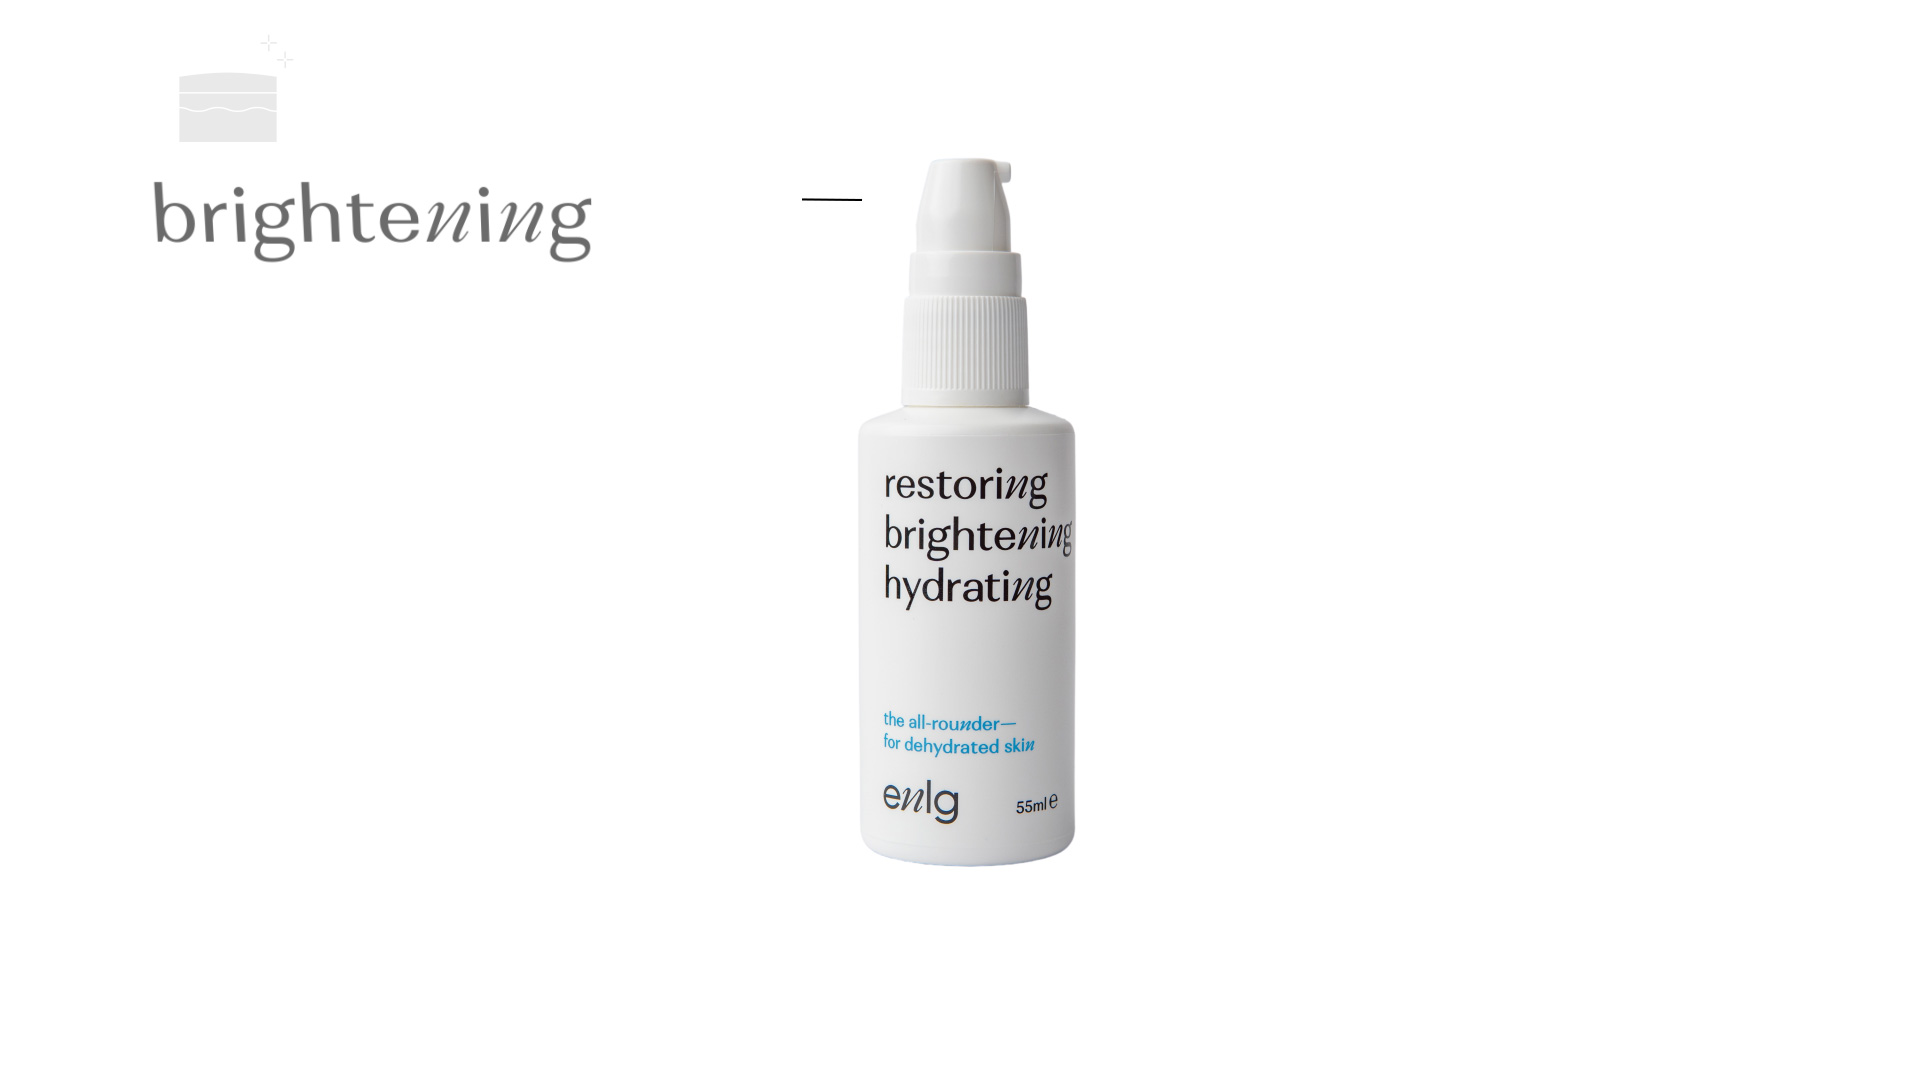 brightening
restoring
brightening
hydrating
the all-rounder—
for dehydrated skin
enlg
55ml ℮